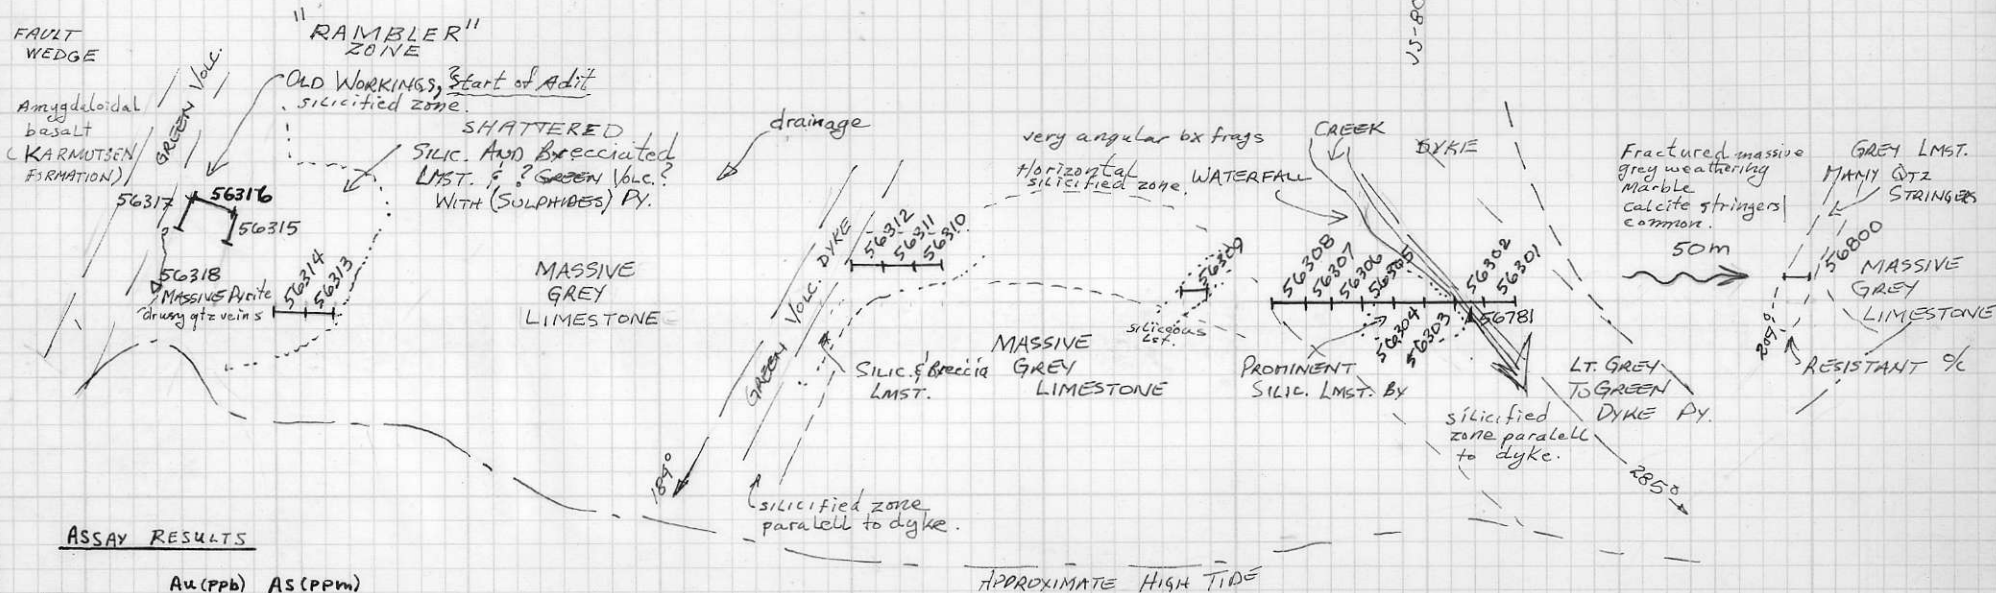 FAULT
WEDGE
Amygdaloidal
basalt
(KARMUTSEN
FORMATION)
GREEN VOLC.
"RAMBLER"
ZONE
OLD WORKINGS, ?Start of Adit
silicified zone.
SHATTERED
SILIC. AND Brecciated
LMST. & ? GREEN VOLC.?
WITH (SULPHIDES) PY.
56317
56316
56315
?
56318
MASSIVE Pyrite
drusy qtz veins
56314
56313
MASSIVE
GREY
LIMESTONE
drainage
GREEN VOLC. DYKE
189°
56312
56311
56310
SILIC. & Breccia
LMST.
silicified zone
paralell to dyke.
very angular bx frags
Horizontal
silicified zone.
MASSIVE
GREY
LIMESTONE
56309
siliceous
Lst.
CREEK
WATERFALL
56308
56307
56306
56305
56304
56303
56302
56301
56781
PROMINENT
SILIC. LMST. By
DYKE
LT. GREY
TO GREEN
DYKE PY.
silicified
zone paralell
to dyke.
285°
Fractured massive
grey weathering
Marble
calcite stringers
common.
50m
GREY LMST.
MANY QTZ
STRINGERS
56800
MASSIVE
GREY
LIMESTONE
RESISTANT O/C
APPROXIMATE HIGH TIDE
ASSAY RESULTS
Au (ppb) As (ppm)